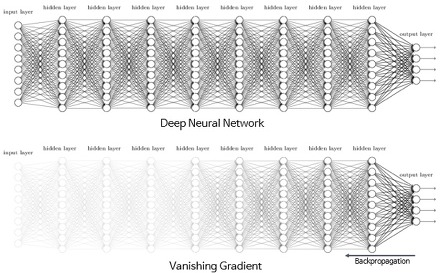 input layer
hidden layer hidden layer hidden layer hidden layer hidden layer hidden layer hidden layer hidden layer
output layer
Deep Neural Network
input layer
hidden layer hidden layer hidden layer hidden layer hidden layer hidden layer hidden layer hidden layer
output layer
Backpropagation
Vanishing Gradient